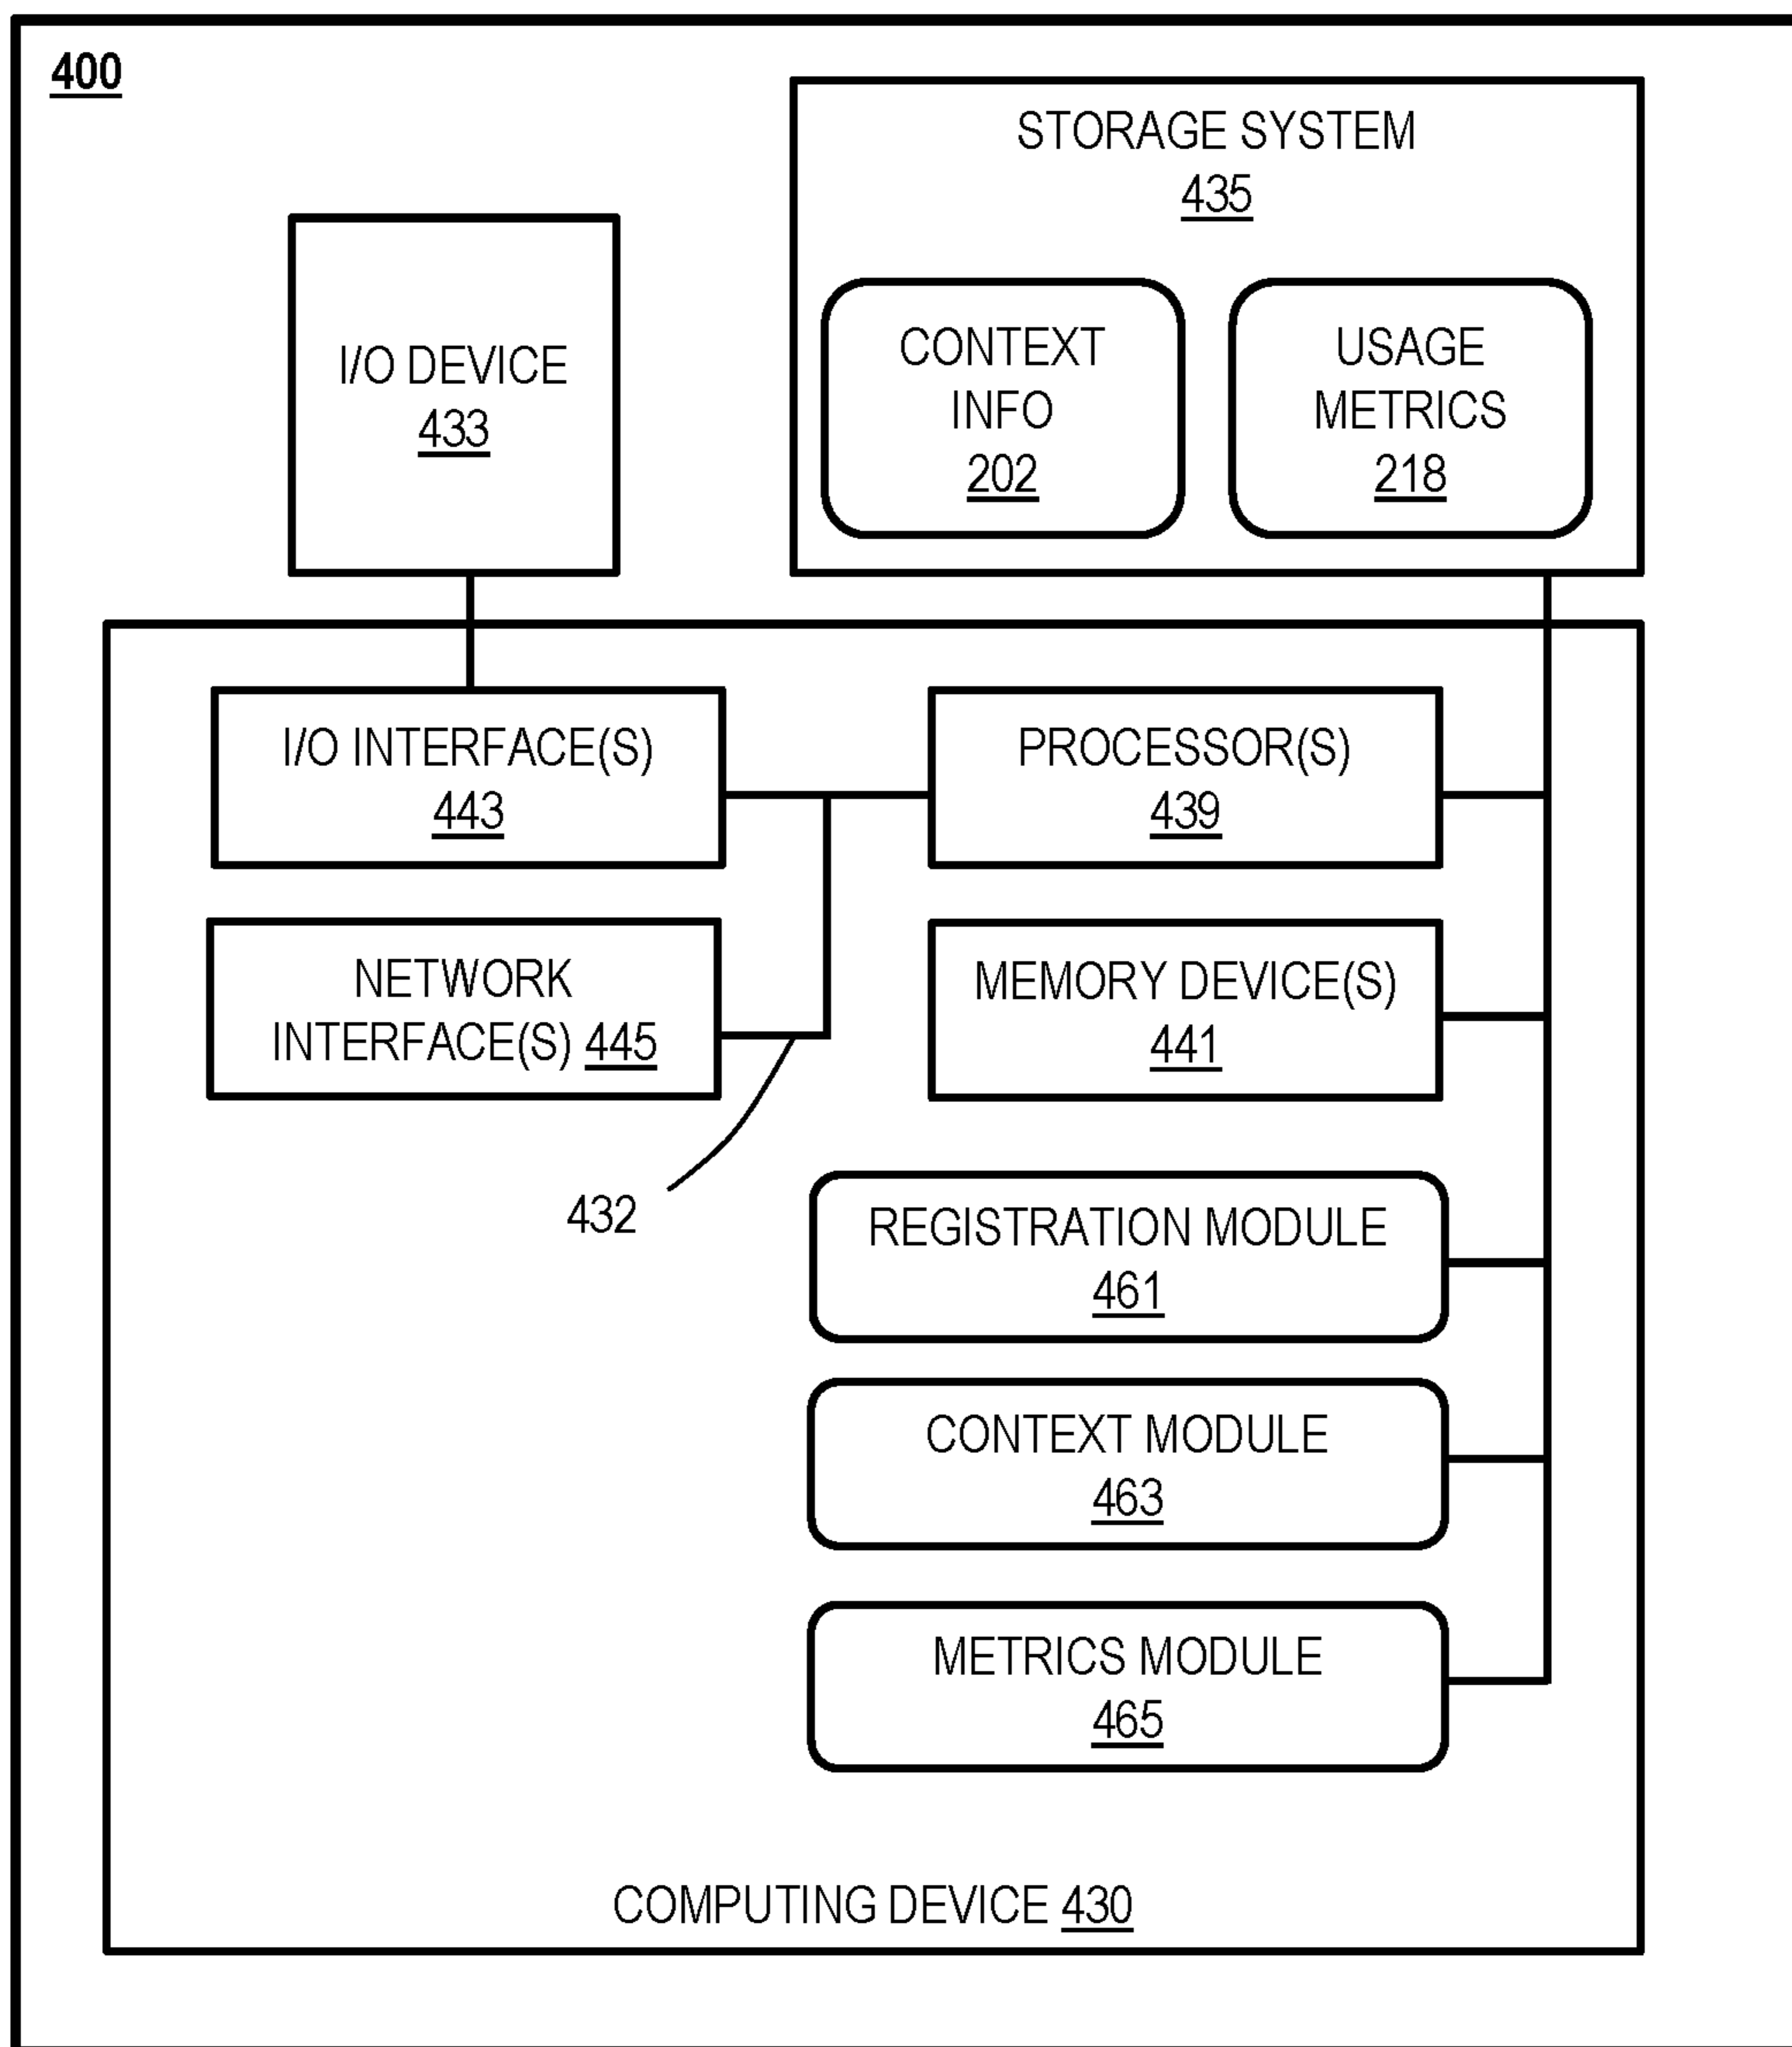 400
STORAGE SYSTEM
435
I/O DEVICE
433
CONTEXT
INFO
202
USAGE
METRICS
218
I/O INTERFACE(S)
443
PROCESSOR(S)
439
NETWORK
INTERFACE(S) 445
MEMORY DEVICE(S)
441
432
REGISTRATION MODULE
461
CONTEXT MODULE
463
METRICS MODULE
465
COMPUTING DEVICE 430